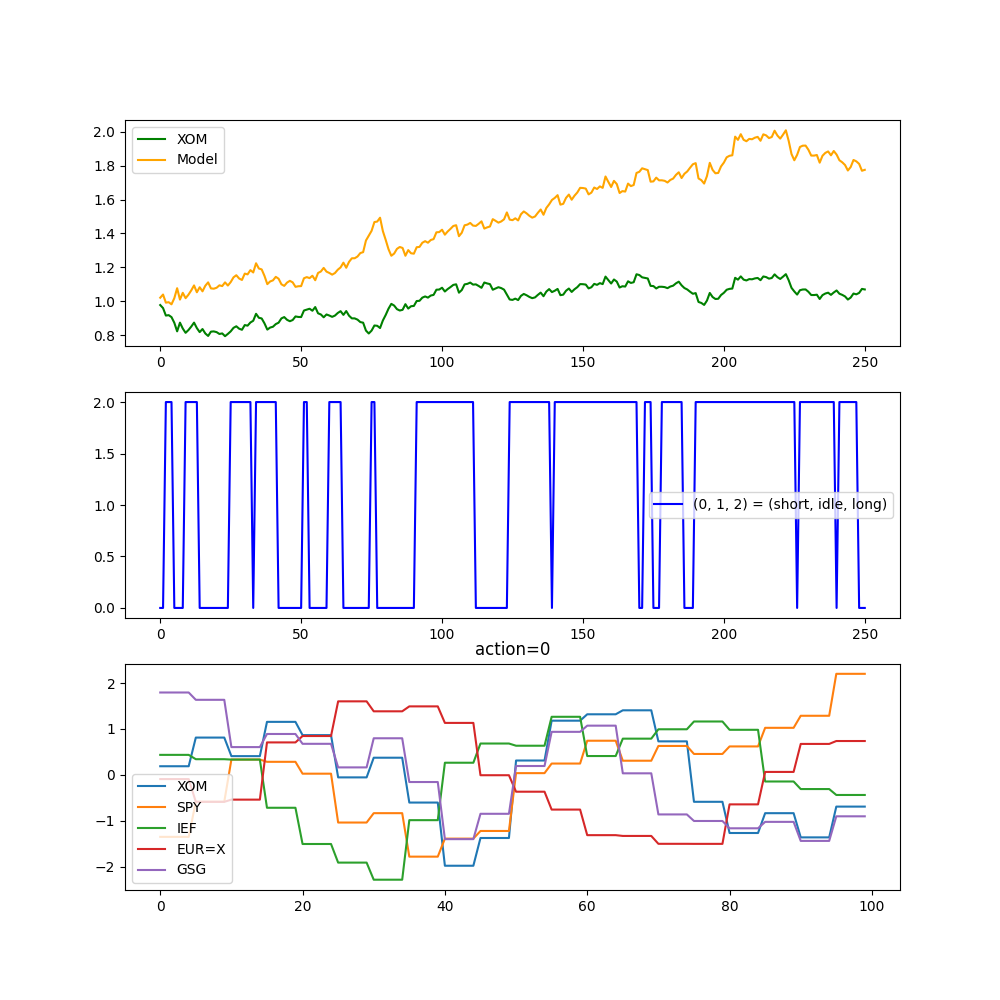 2.0
1.8
1.6
1.4
1.2
1.0
0.8
XOM
Model
0 50 100 150 200 250
2.0
1.5
1.0
0.5
0.0
(0, 1, 2) = (short, idle, long)
0 50 100 150 200 250
action=0
2
1
0
−1
−2
XOM
SPY
IEF
EUR=X
GSG
0 20 40 60 80 100